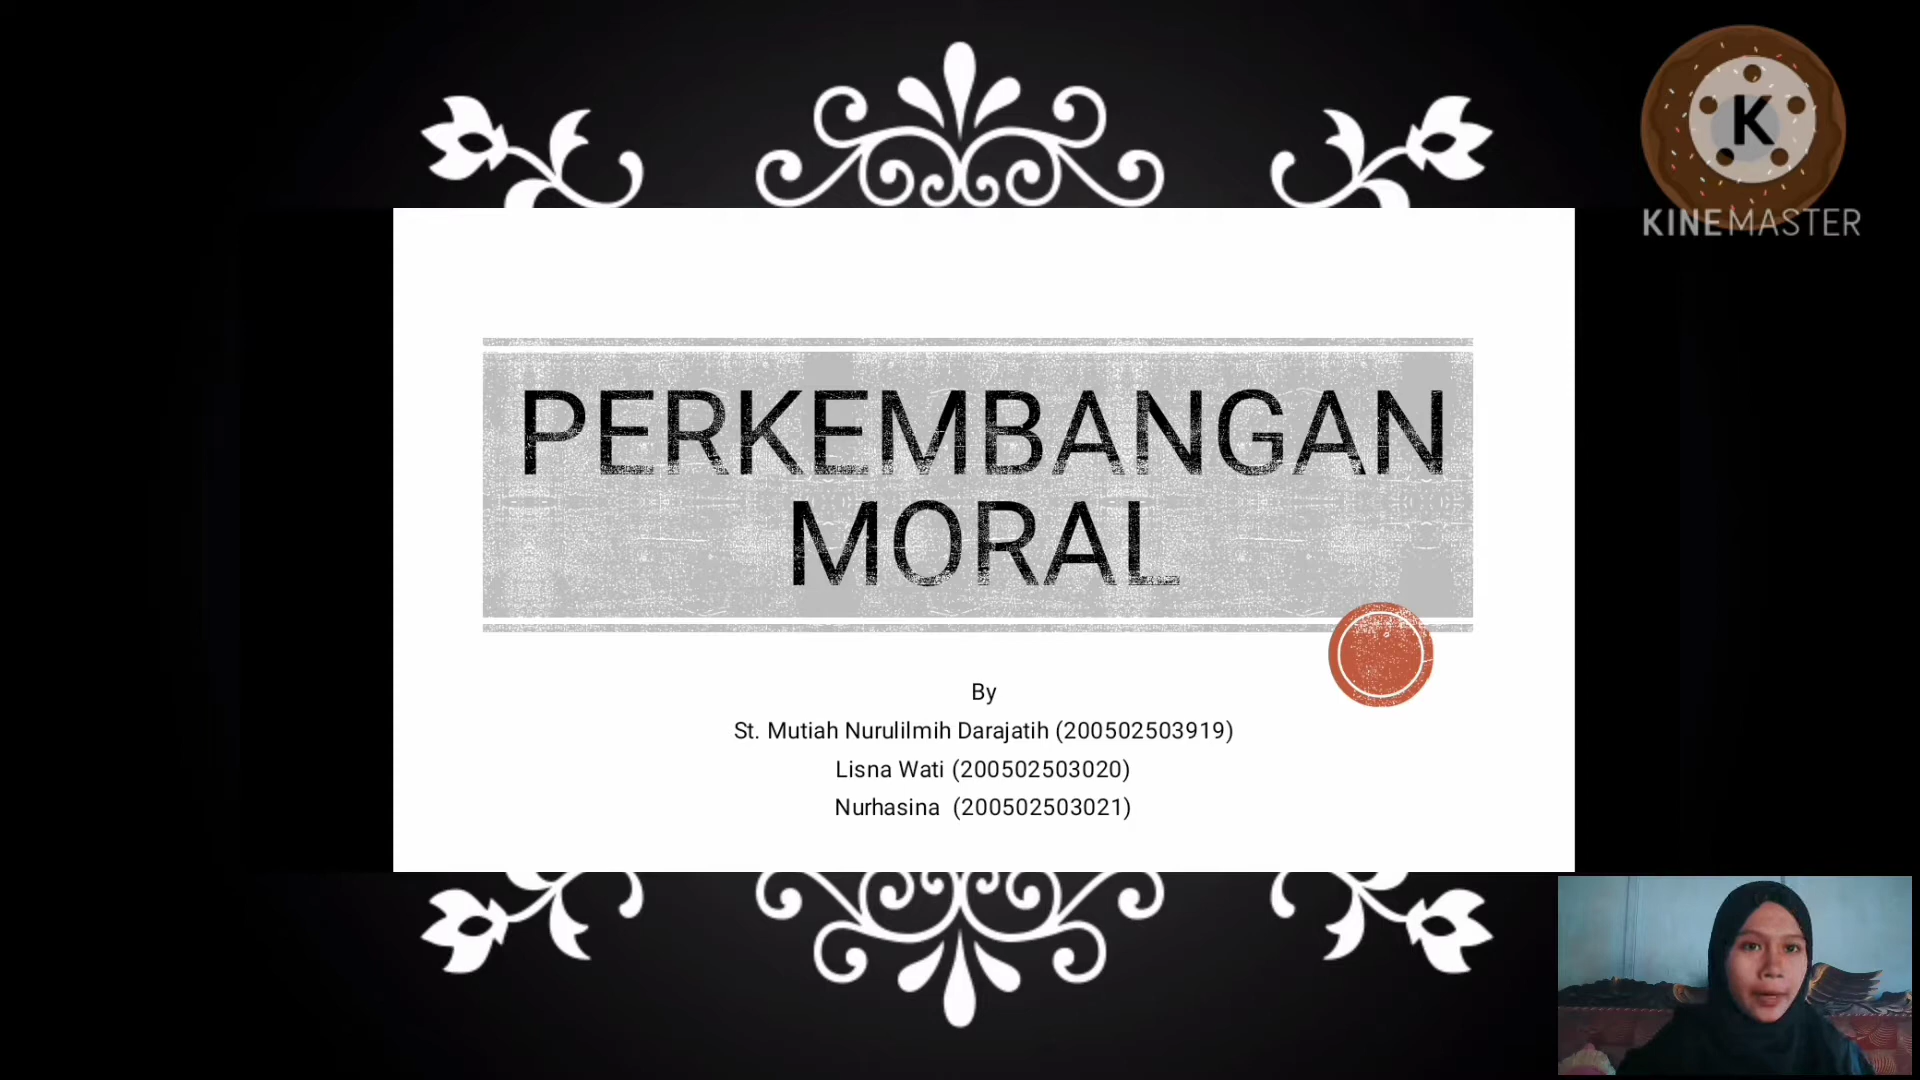 K
KINEMASTER
PERKEMBANGAN
MORAL
By
St. Mutiah Nurulilmih Darajatih (200502503919)
Lisna Wati (200502503020)
Nurhasina (200502503021)